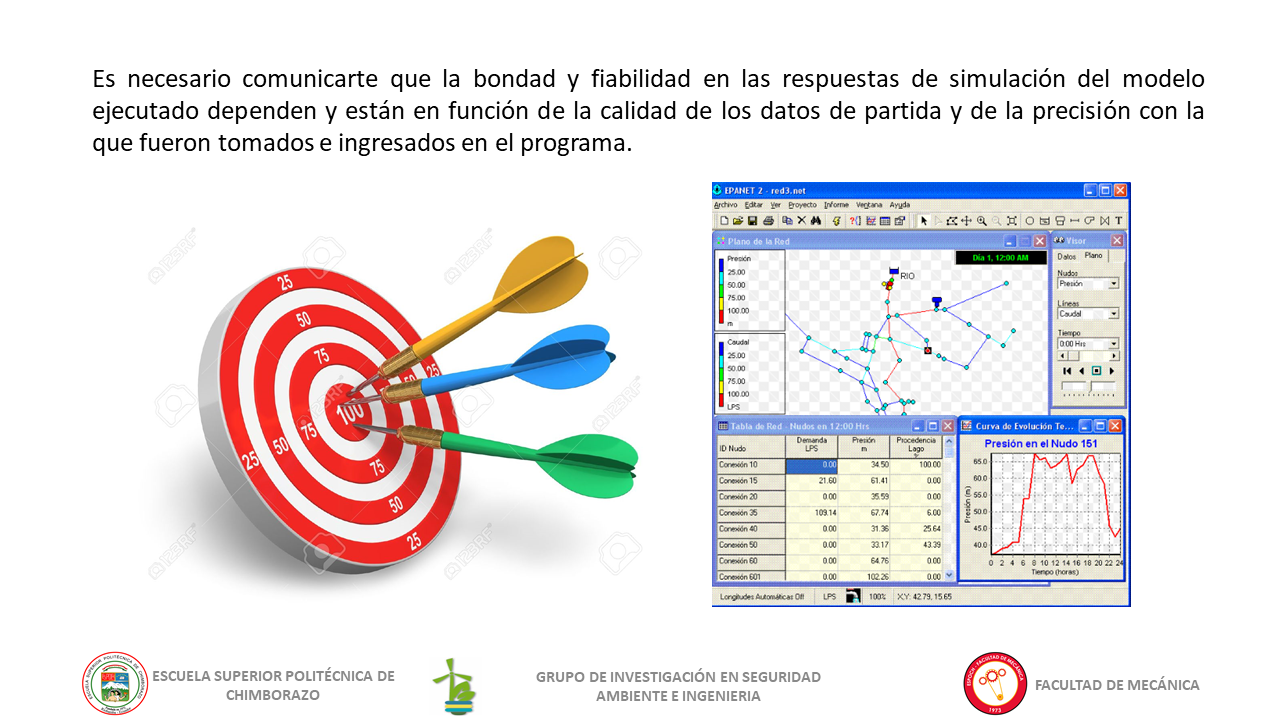 Es necesario comunicarte que la bondad y fiabilidad en las respuestas de simulación del modelo
ejecutado dependen y están en función de la calidad de los datos de partida y de la precisión con la
que fueron tomados e ingresados en el programa.
25
50
75
25
50
100
75
50
25
75
50
25
123RF
EPANET 2 - red3.net
Archivo Editar Ver Proyecto Informe Ventana Ayuda
Plano de la Red
Presión
25.00
50.00
75.00
100.00
m
Caudal
25.00
50.00
75.00
100.00
LPS
Día 1, 12:00 AM
RIO
Visor
Datos Plano
Nudos
Presión
Líneas
Caudal
Tiempo
0:00 Hrs
Tabla de Red - Nudos en 12:00 Hrs
ID Nudo Demanda LPS Presión m Procedencia Lago %
Conexión 10 0.00 34.50 100.00
Conexión 15 21.60 61.41 0.00
Conexión 20 0.00 35.59 0.00
Conexión 35 109.14 67.74 6.00
Conexión 40 0.00 31.36 25.64
Conexión 50 0.00 33.17 43.39
Conexión 60 0.00 64.76 0.00
Conexión 601 0.00 102.26 0.00
Curva de Evolución Te...
Presión en el Nudo 151
Presión (m)
65.0
60.0
55.0
50.0
45.0
40.0
0 2 4 6 8 10 12 14 16 18 20 22 24
Tiempo (horas)
Longitudes Automáticas Off LPS 100% X,Y: 42.79, 15.65
ESCUELA SUPERIOR POLITÉCNICA DE
CHIMBORAZO
GRUPO DE INVESTIGACIÓN EN SEGURIDAD
AMBIENTE E INGENIERIA
ESPOCH - FACULTAD DE MECÁNICA
1973
FACULTAD DE MECÁNICA